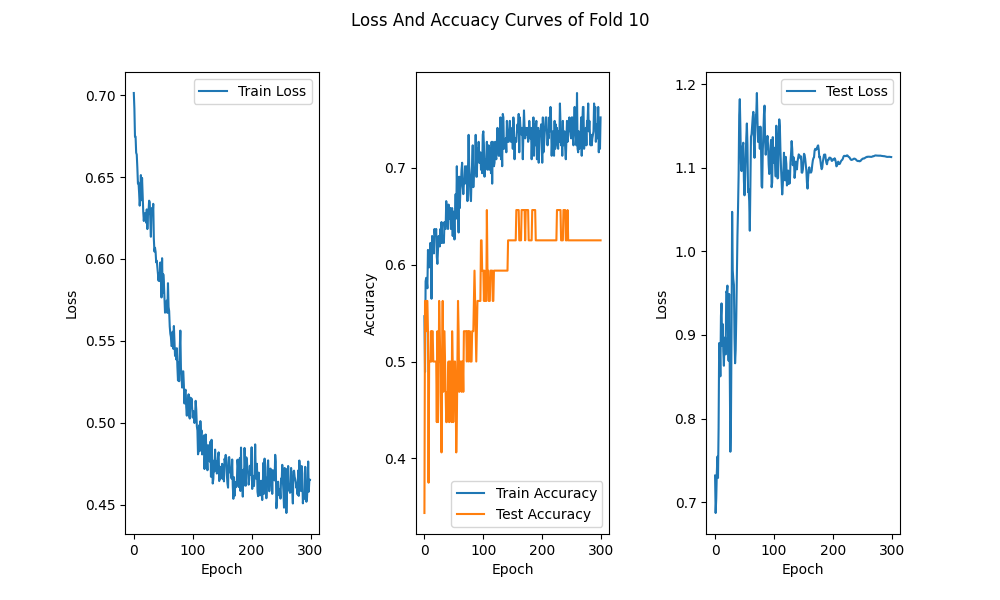 Loss And Accuacy Curves of Fold 10
Train Loss
0.70
0.65
0.60
0.55
0.50
0.45
Loss
0
100
200
300
Epoch
0.7
0.6
0.5
0.4
Accuracy
Train Accuracy
Test Accuracy
0
100
200
300
Epoch
Test Loss
1.2
1.1
1.0
0.9
0.8
0.7
Loss
0
100
200
300
Epoch